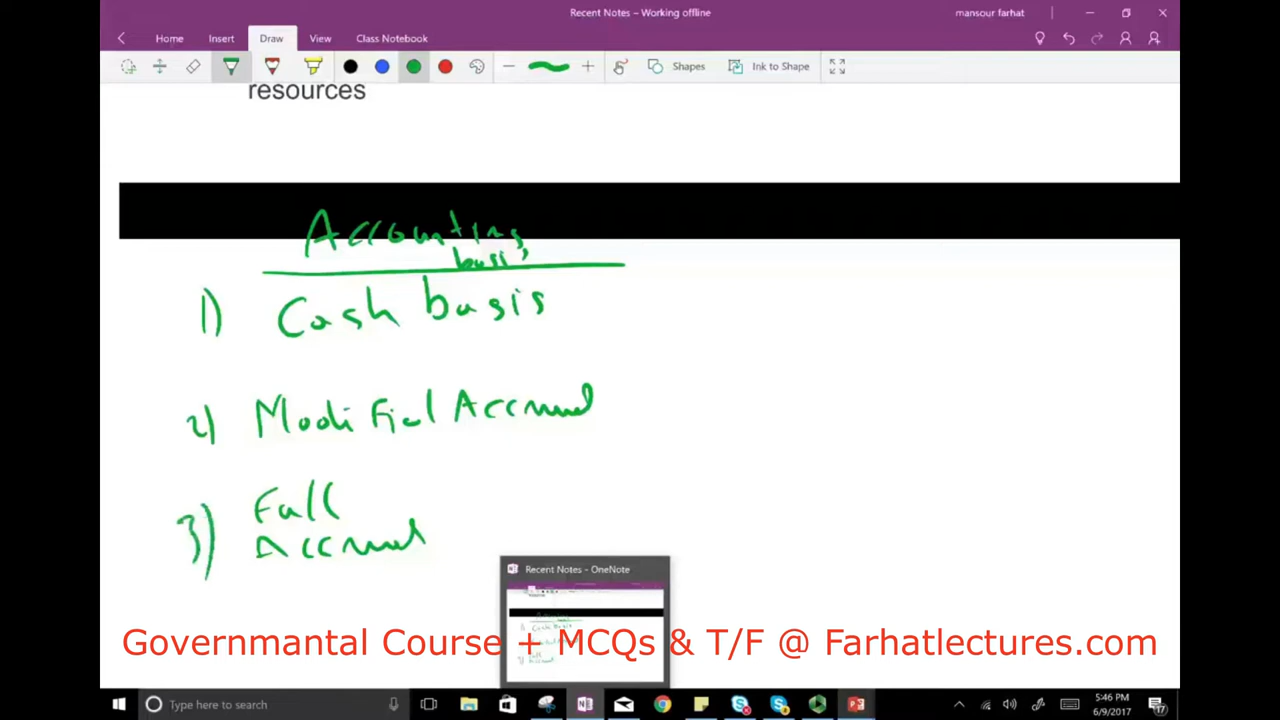 Recent Notes – Working offline
mansour farhat
Home Insert Draw View Class Notebook
Shapes Ink to Shape
resources
Accounting
basis
1) Cash basis
2) Modified Accrual
3) Full
Accrual
Recent Notes - OneNote
Governmantal Course + MCQs & T/F @ Farhatlectures.com
Type here to search
5:46 PM
6/9/2017
17